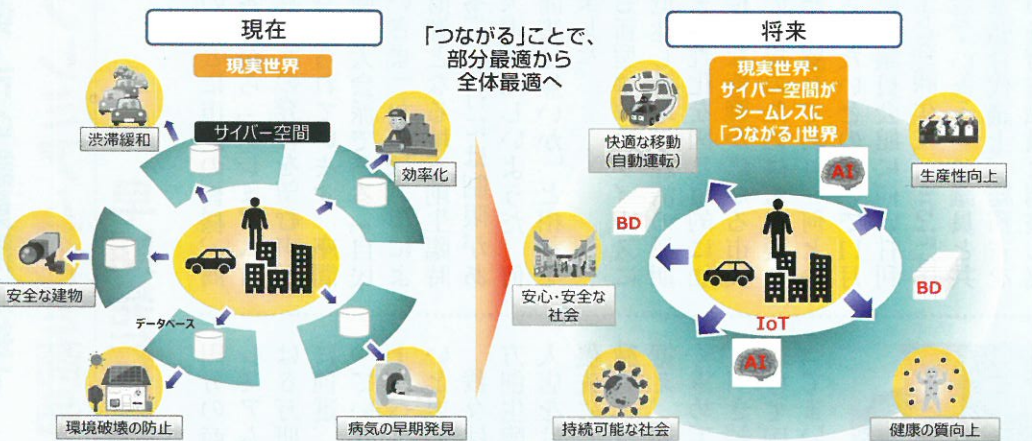 現在
「つながる」ことで、
部分最適から
全体最適へ
将来
現実世界
現実世界・
サイバー空間が
シームレスに
「つながる」世界
渋滞緩和
サイバー空間
効率化
安全な建物
データベース
環境破壊の防止
病気の早期発見
快適な移動
(自動運転)
AI
生産性向上
BD
安心・安全な
社会
BD
IoT
AI
持続可能な社会
健康の質向上